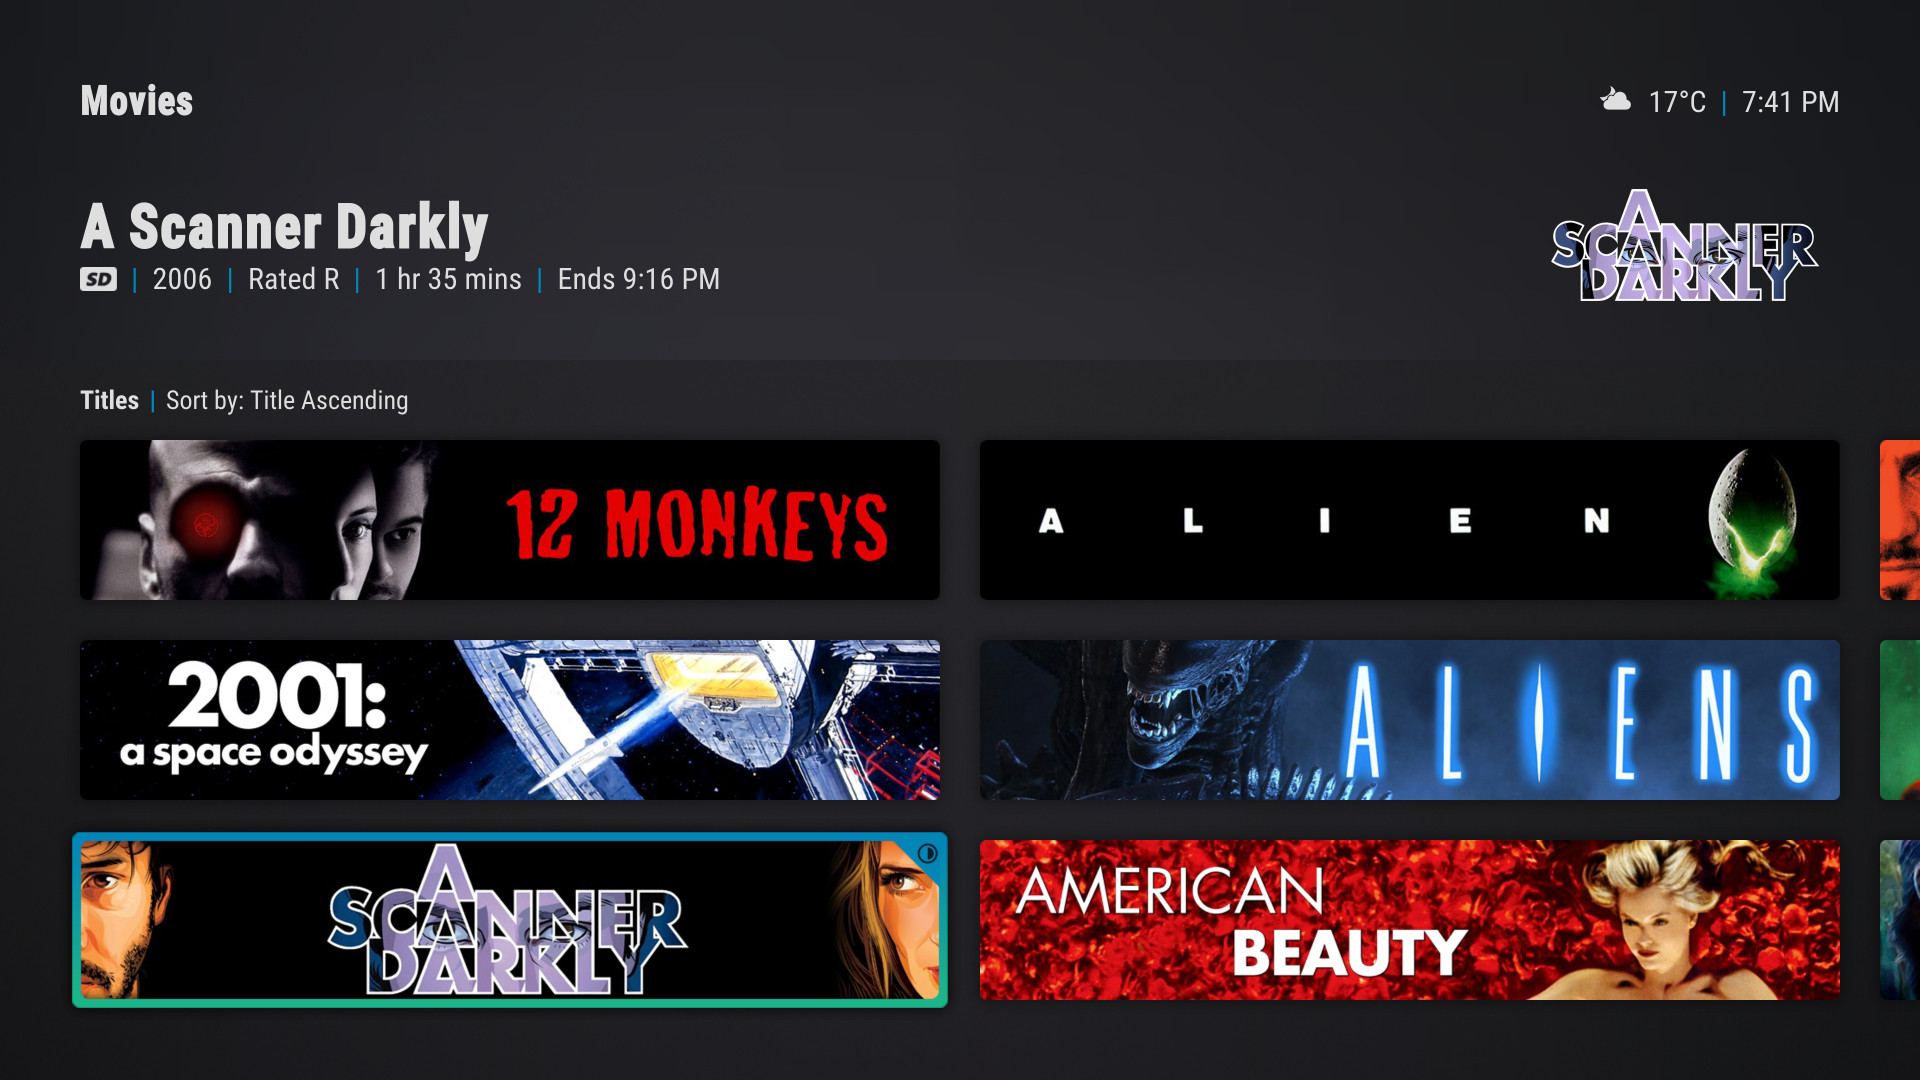 Movies
17°C | 7:41 PM
A Scanner Darkly
SD | 2006 | Rated R | 1 hr 35 mins | Ends 9:16 PM
A
SCANNER
DARKLY
Titles | Sort by: Title Ascending
12 MONKEYS
ALIEN
2001:
a space odyssey
ALIENS
A
SCANNER
DARKLY
AMERICAN
BEAUTY